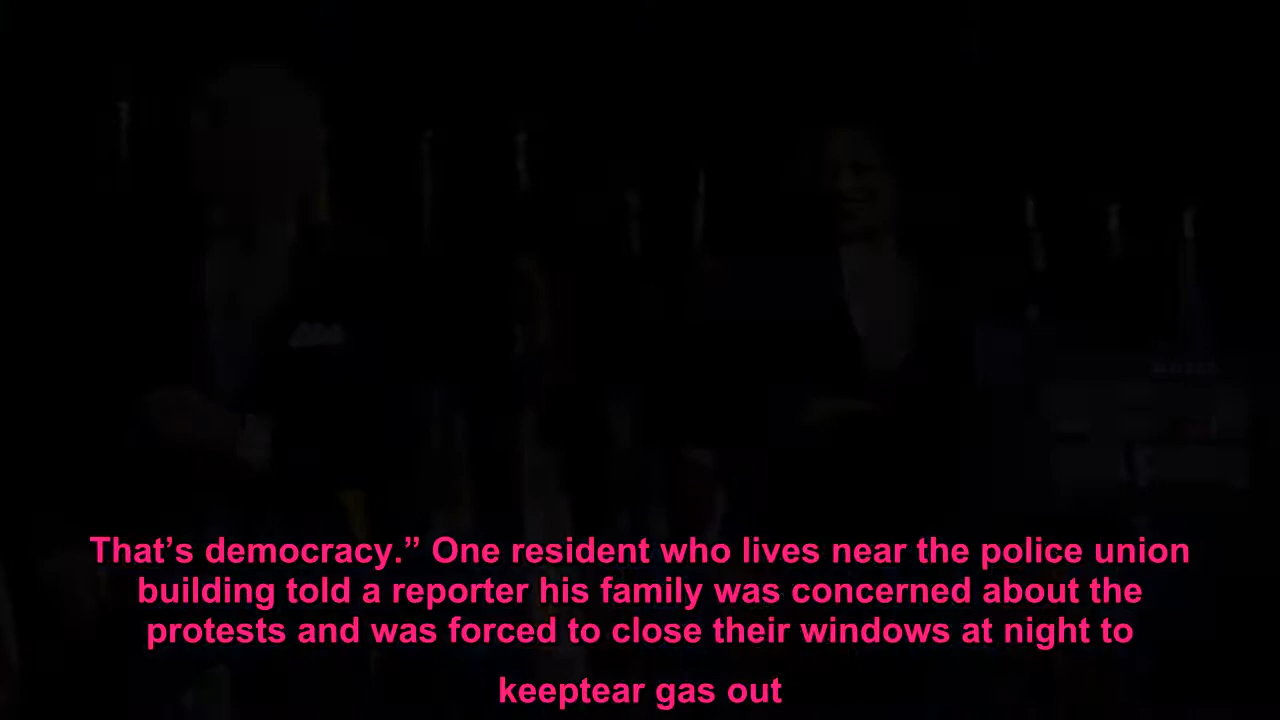 That’s democracy.” One resident who lives near the police union
building told a reporter his family was concerned about the
protests and was forced to close their windows at night to
keeptear gas out